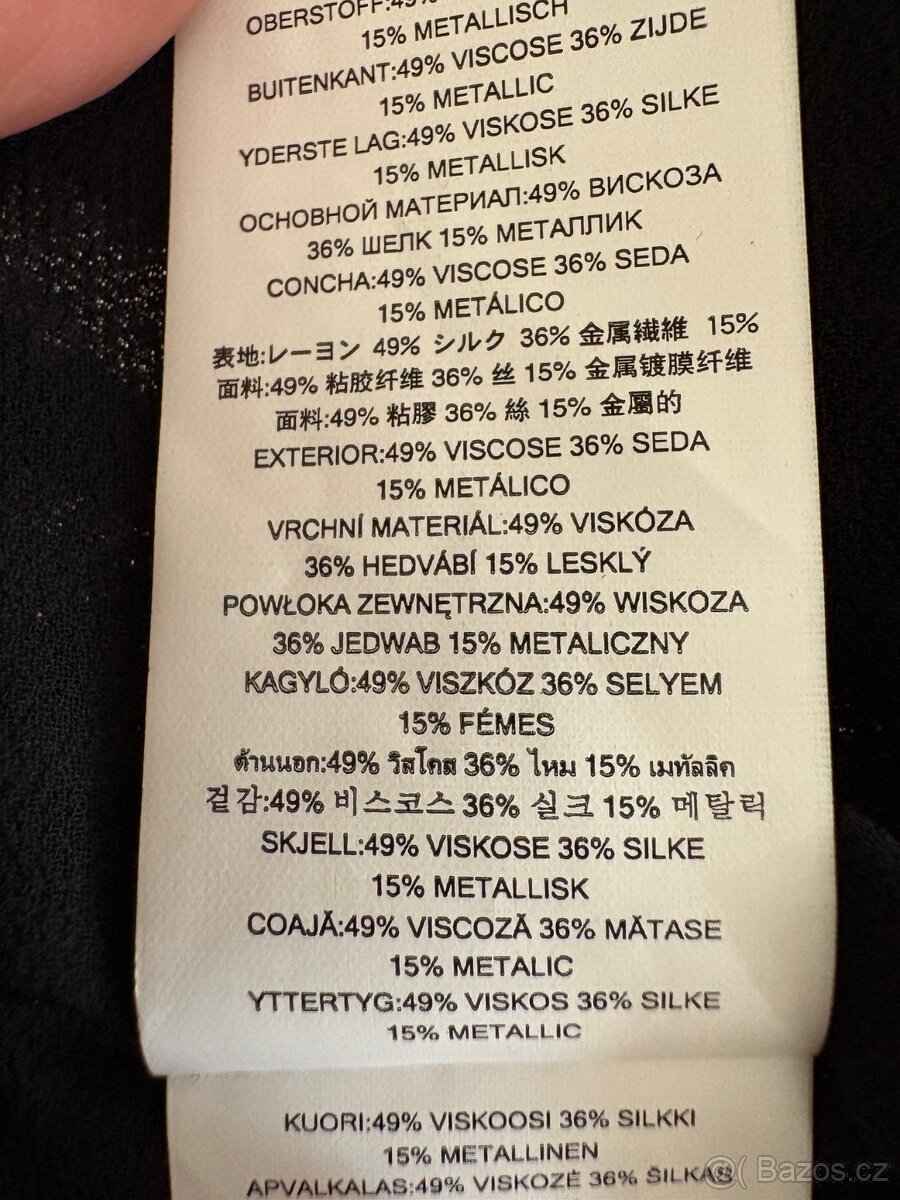 OBERSTOFF:49%
15% METALLISCH
BUITENKANT:49% VISCOSE 36% ZIJDE
15% METALLIC
YDERSTE LAG:49% VISKOSE 36% SILKE
15% METALLISK
ОСНОВНОЙ МАТЕРИАЛ:49% ВИСКОЗА
36% ШЕЛК 15% МЕТАЛЛИК
CONCHA:49% VISCOSE 36% SEDA
15% METÁLICO
表地:レーヨン 49% シルク 36% 金属繊維 15%
面料:49% 粘胶纤维 36% 丝 15% 金属镀膜纤维
面料:49% 粘膠 36% 絲 15% 金屬的
EXTERIOR:49% VISCOSE 36% SEDA
15% METÁLICO
VRCHNÍ MATERIÁL:49% VISKÓZA
36% HEDVÁBÍ 15% LESKLÝ
POWŁOKA ZEWNĘTRZNA:49% WISKOZA
36% JEDWAB 15% METALICZNY
KAGYLÓ:49% VISZKÓZ 36% SELYEM
15% FÉMES
ด้านนอก:49% วิสโคส 36% ไหม 15% เมทัลลิค
겉감:49% 비스코스 36% 실크 15% 메탈릭
SKJELL:49% VISKOSE 36% SILKE
15% METALLISK
COAJĂ:49% VISCOZĂ 36% MĂTASE
15% METALIC
YTTERTYG:49% VISKOS 36% SILKE
15% METALLIC
KUORI:49% VISKOOSI 36% SILKKI
15% METALLINEN
APVALKALAS:49% VISKOZĖ 36% ŠILKAS
Bazos.cz